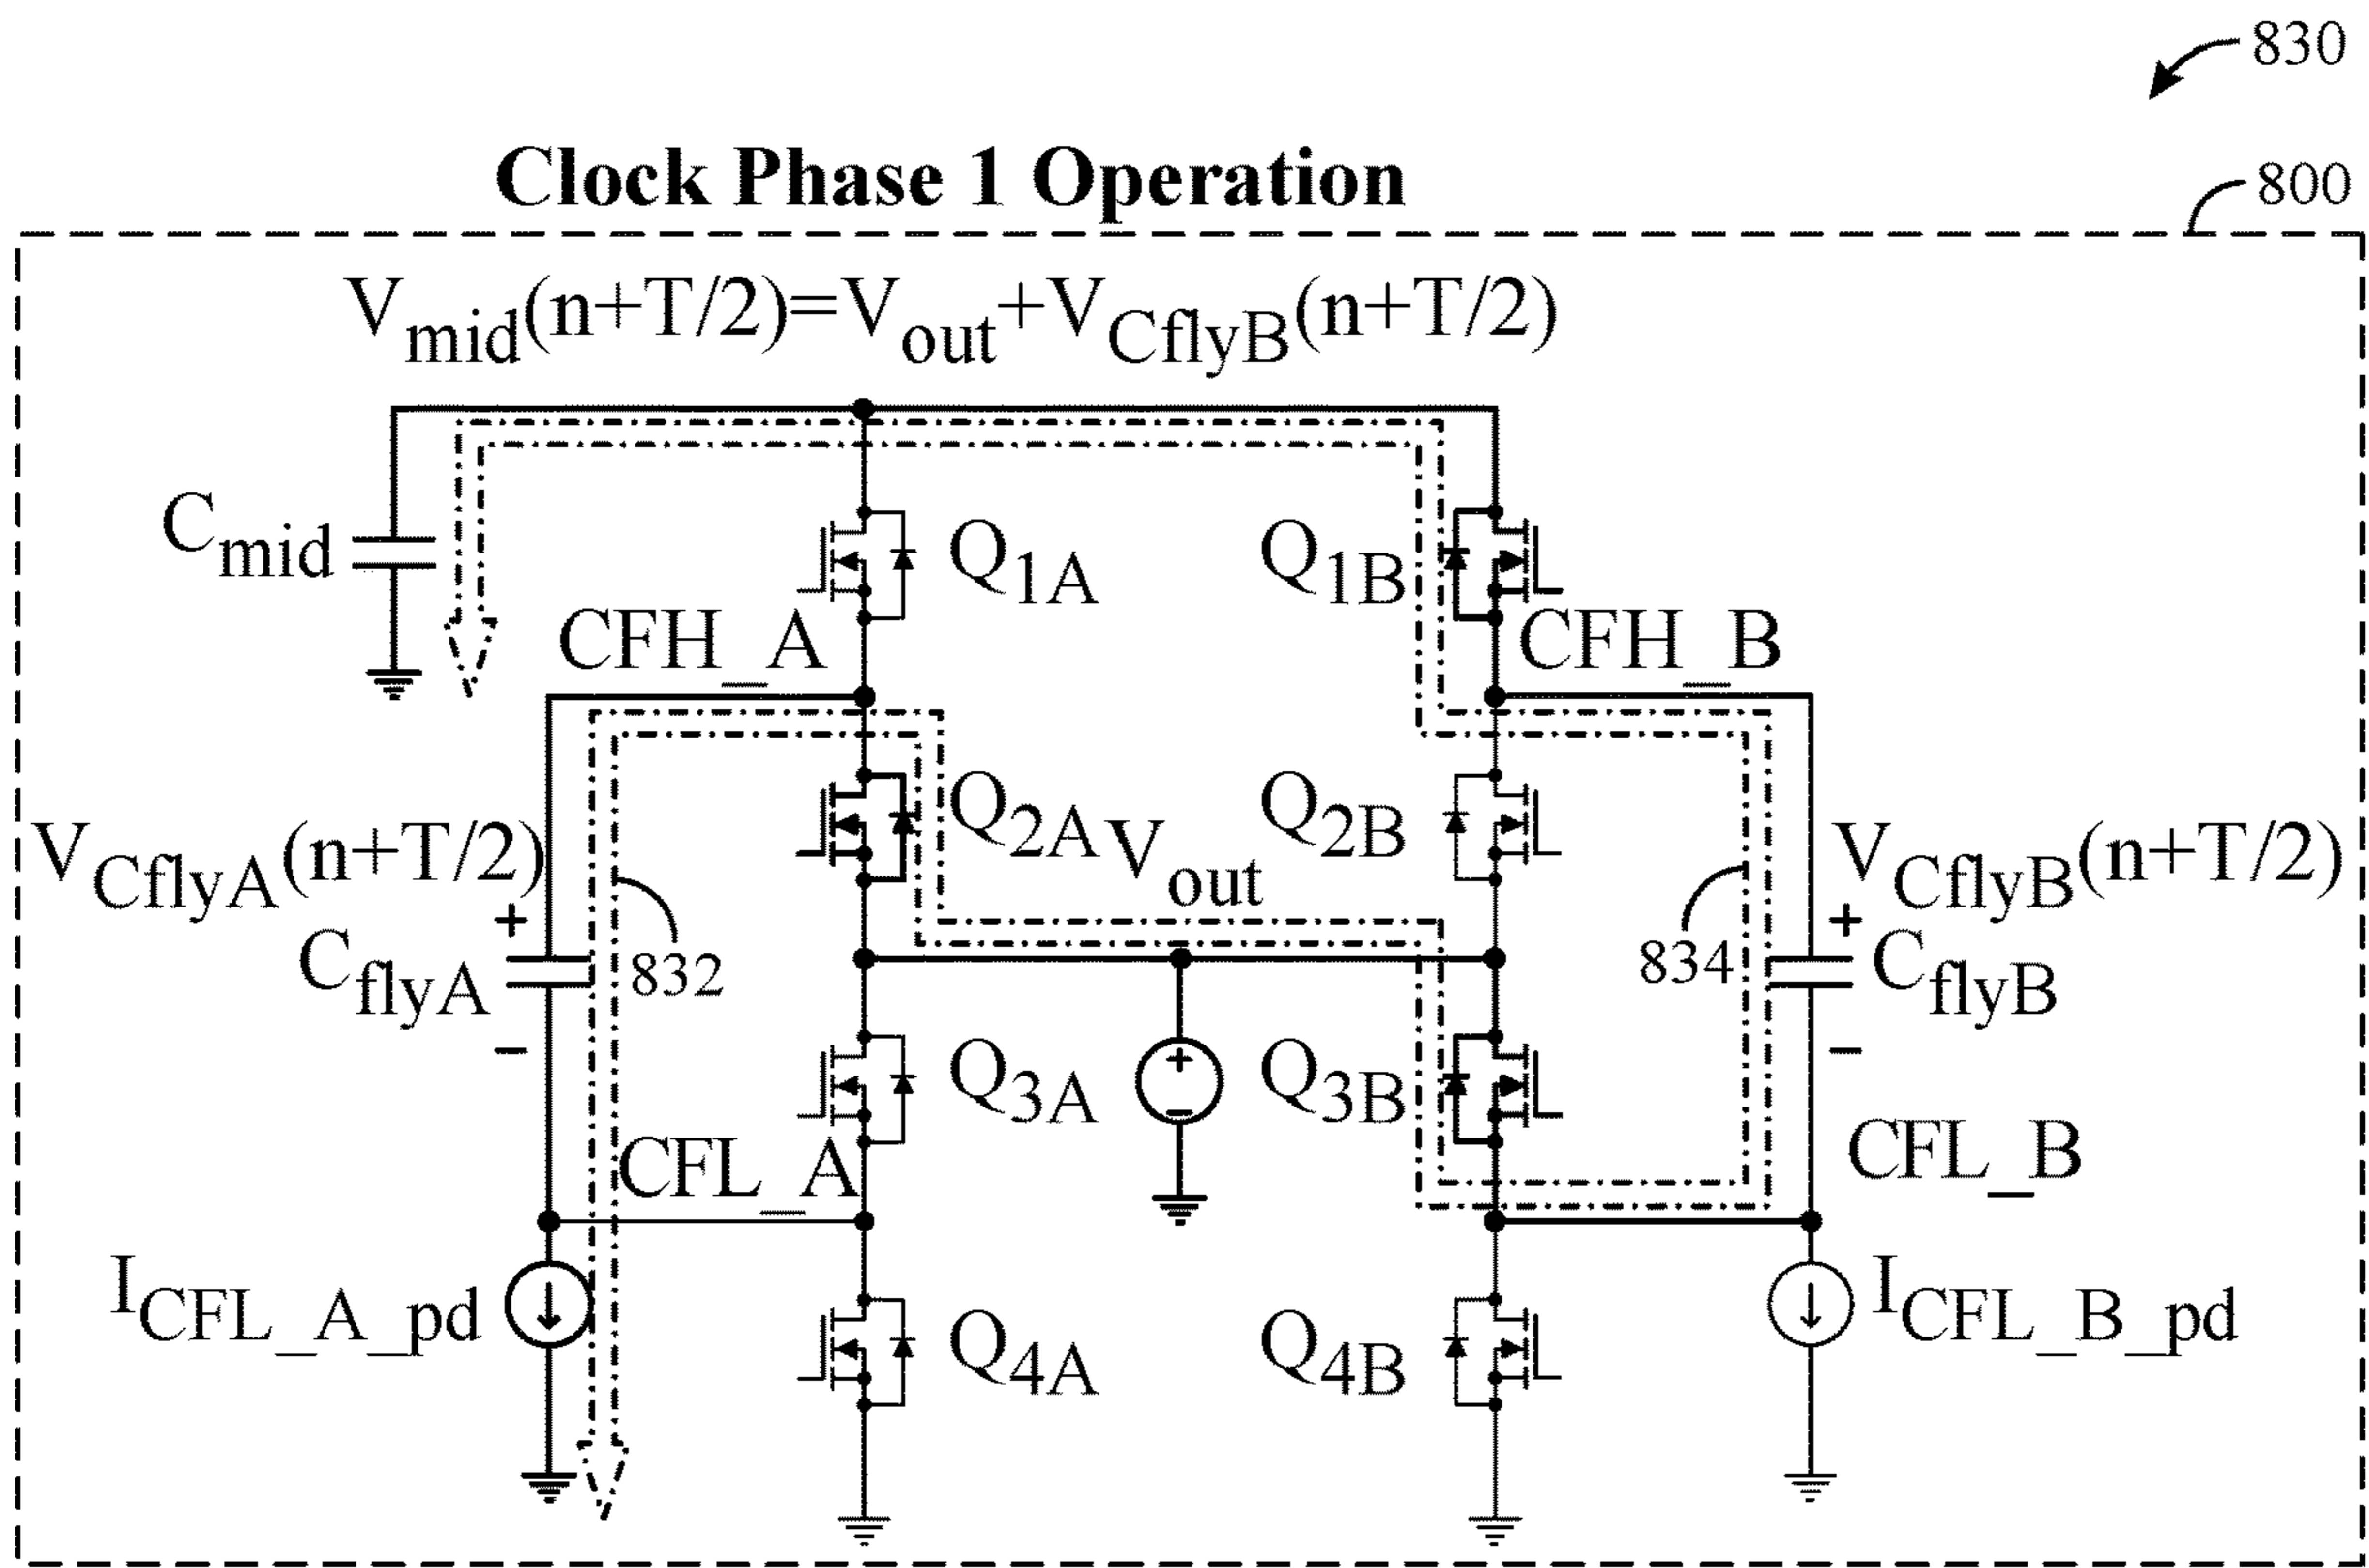 830
Clock Phase 1 Operation
800
Vmid(n+T/2)=Vout+VCflyB(n+T/2)
Cmid
Q1A
Q1B
CFH_A
CFH_B
VCflyA(n+T/2)
Q2A
Vout
Q2B
VCflyB(n+T/2)
+
+
CflyA
832
834
CflyB
−
−
Q3A
+
−
Q3B
CFL_A
CFL_B
ICFL_A_pd
Q4A
Q4B
ICFL_B_pd